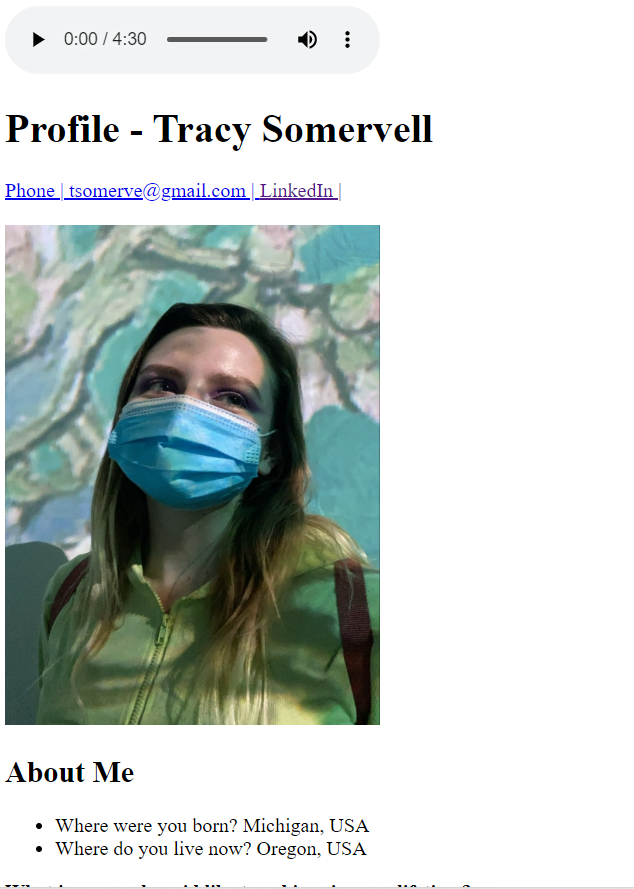 0:00 / 4:30
Profile - Tracy Somervell
Phone | tsomerve@gmail.com | LinkedIn |
About Me
• Where were you born? Michigan, USA
• Where do you live now? Oregon, USA